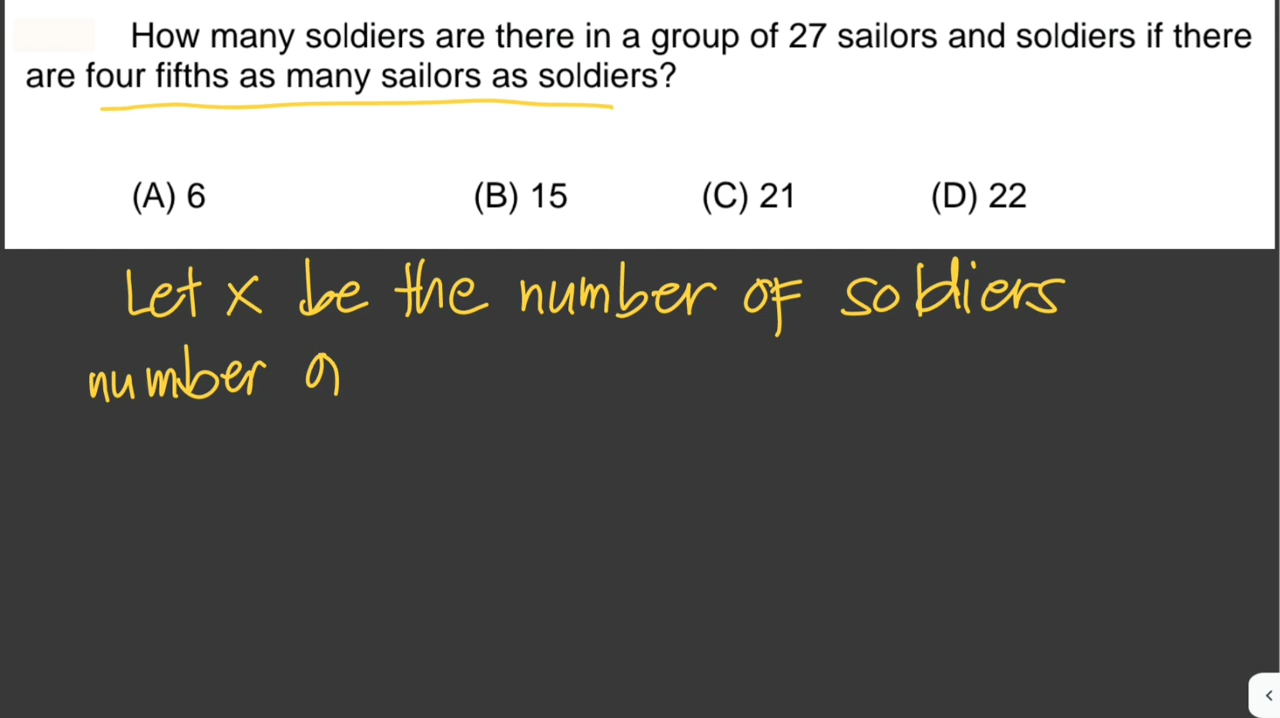 How many soldiers are there in a group of 27 sailors and soldiers if there
are four fifths as many sailors as soldiers?
(A) 6 (B) 15 (C) 21 (D) 22
Let x be the number of soldiers
number o